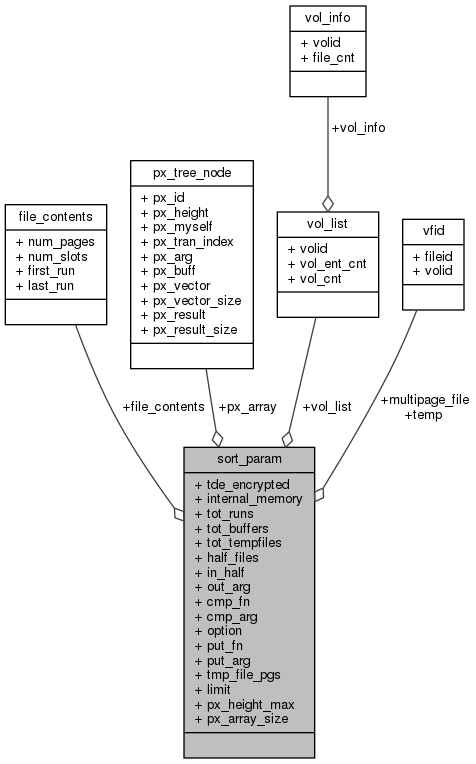 vol_info
+ volid
+ file_cnt
+vol_info
px_tree_node
+ px_id
+ px_height
+ px_myself
+ px_tran_index
+ px_arg
+ px_buff
+ px_vector
+ px_vector_size
+ px_result
+ px_result_size
file_contents
+ num_pages
+ num_slots
+ first_run
+ last_run
vol_list
+ volid
+ vol_ent_cnt
+ vol_cnt
vfid
+ fileid
+ volid
+file_contents
+px_array
+vol_list
+multipage_file
+temp
sort_param
+ tde_encrypted
+ internal_memory
+ tot_runs
+ tot_buffers
+ tot_tempfiles
+ half_files
+ in_half
+ out_arg
+ cmp_fn
+ cmp_arg
+ option
+ put_fn
+ put_arg
+ tmp_file_pgs
+ limit
+ px_height_max
+ px_array_size